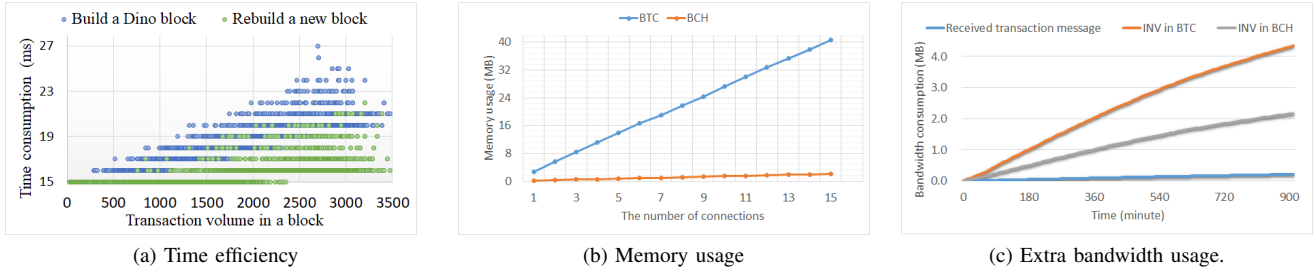 Build a Dino block
Rebuild a new block
Time consumption (ms)
27
23
19
15
0
500
1000
1500
2000
2500
3000
3500
Transaction volume in a block
(a) Time efficiency
BTC
BCH
Memory usage (MB)
40
32
24
16
8
0
1
3
5
7
9
11
13
15
The number of connections
(b) Memory usage
Received transaction message
INV in BTC
INV in BCH
Bandwidth consumption (MB)
4.0
3.0
2.0
1.0
0.0
0
180
360
540
720
900
Time (minute)
(c) Extra bandwidth usage.